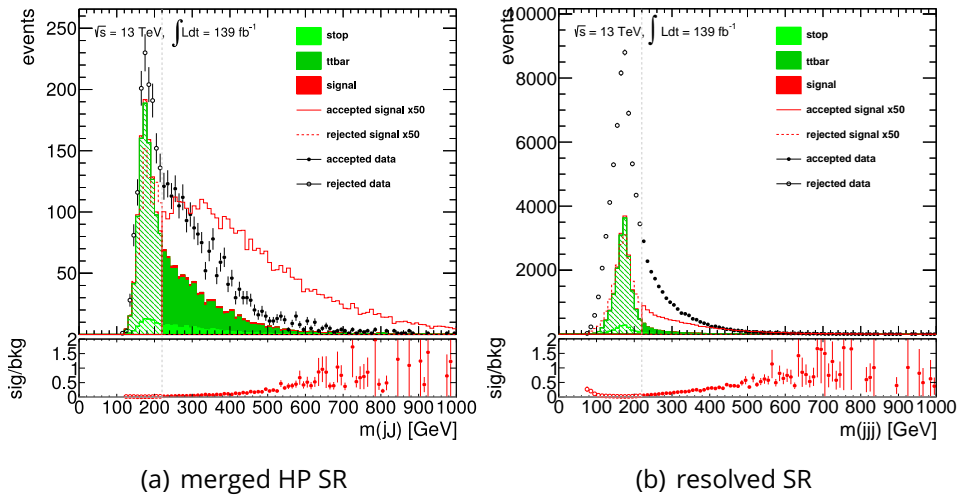 √s = 13 TeV, ∫Ldt = 139 fb⁻¹
events
250
200
150
100
50
0
stop
ttbar
signal
accepted signal x50
rejected signal x50
accepted data
rejected data
sig/bkg
2
1.5
1
0.5
0
0 100 200 300 400 500 600 700 800 900 1000
m(jJ) [GeV]
(a) merged HP SR
√s = 13 TeV, ∫Ldt = 139 fb⁻¹
events
10000
8000
6000
4000
2000
0
stop
ttbar
signal
accepted signal x50
rejected signal x50
accepted data
rejected data
sig/bkg
2
1.5
1
0.5
0
0 100 200 300 400 500 600 700 800 900 1000
m(jjj) [GeV]
(b) resolved SR